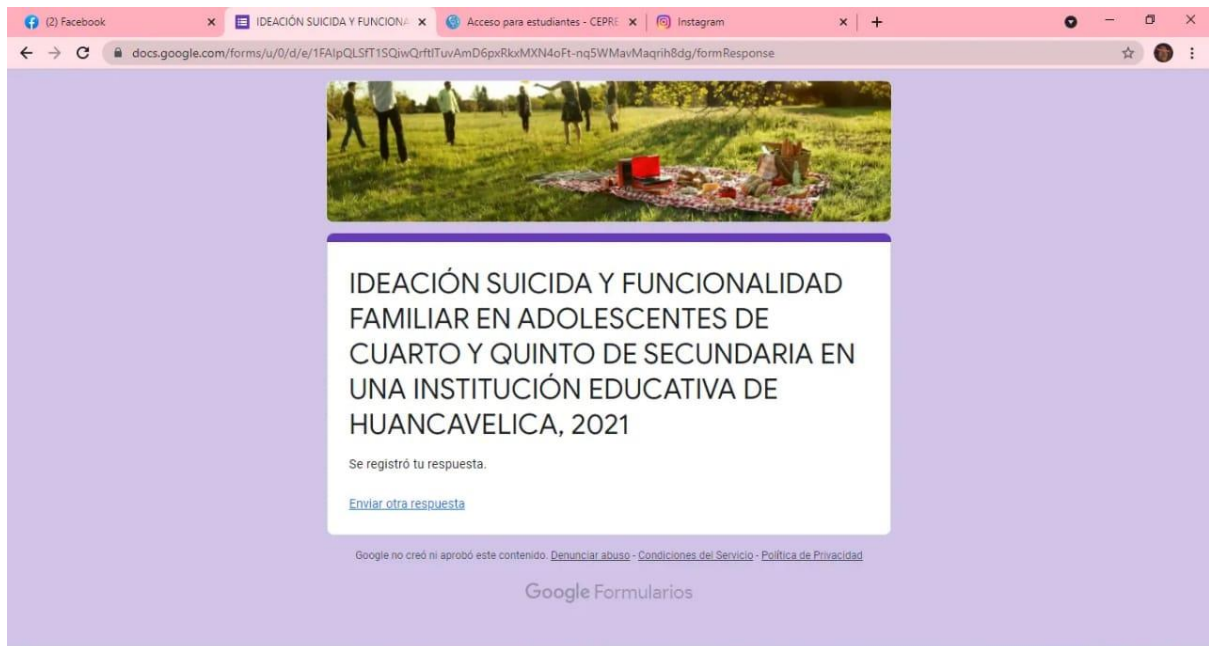 (2) Facebook
IDEACIÓN SUICIDA Y FUNCIONA
Acceso para estudiantes - CEPRE
Instagram
docs.google.com/forms/u/0/d/e/1FAIpQLSfT1SQiwQrftITuvAmD6pxRkxMXN4oFt-nq5WMavMaqrih8dg/formResponse
IDEACIÓN SUICIDA Y FUNCIONALIDAD
FAMILIAR EN ADOLESCENTES DE
CUARTO Y QUINTO DE SECUNDARIA EN
UNA INSTITUCIÓN EDUCATIVA DE
HUANCAVELICA, 2021
Se registró tu respuesta.
Enviar otra respuesta
Google no creó ni aprobó este contenido. Denunciar abuso - Condiciones del Servicio - Política de Privacidad
Google Formularios